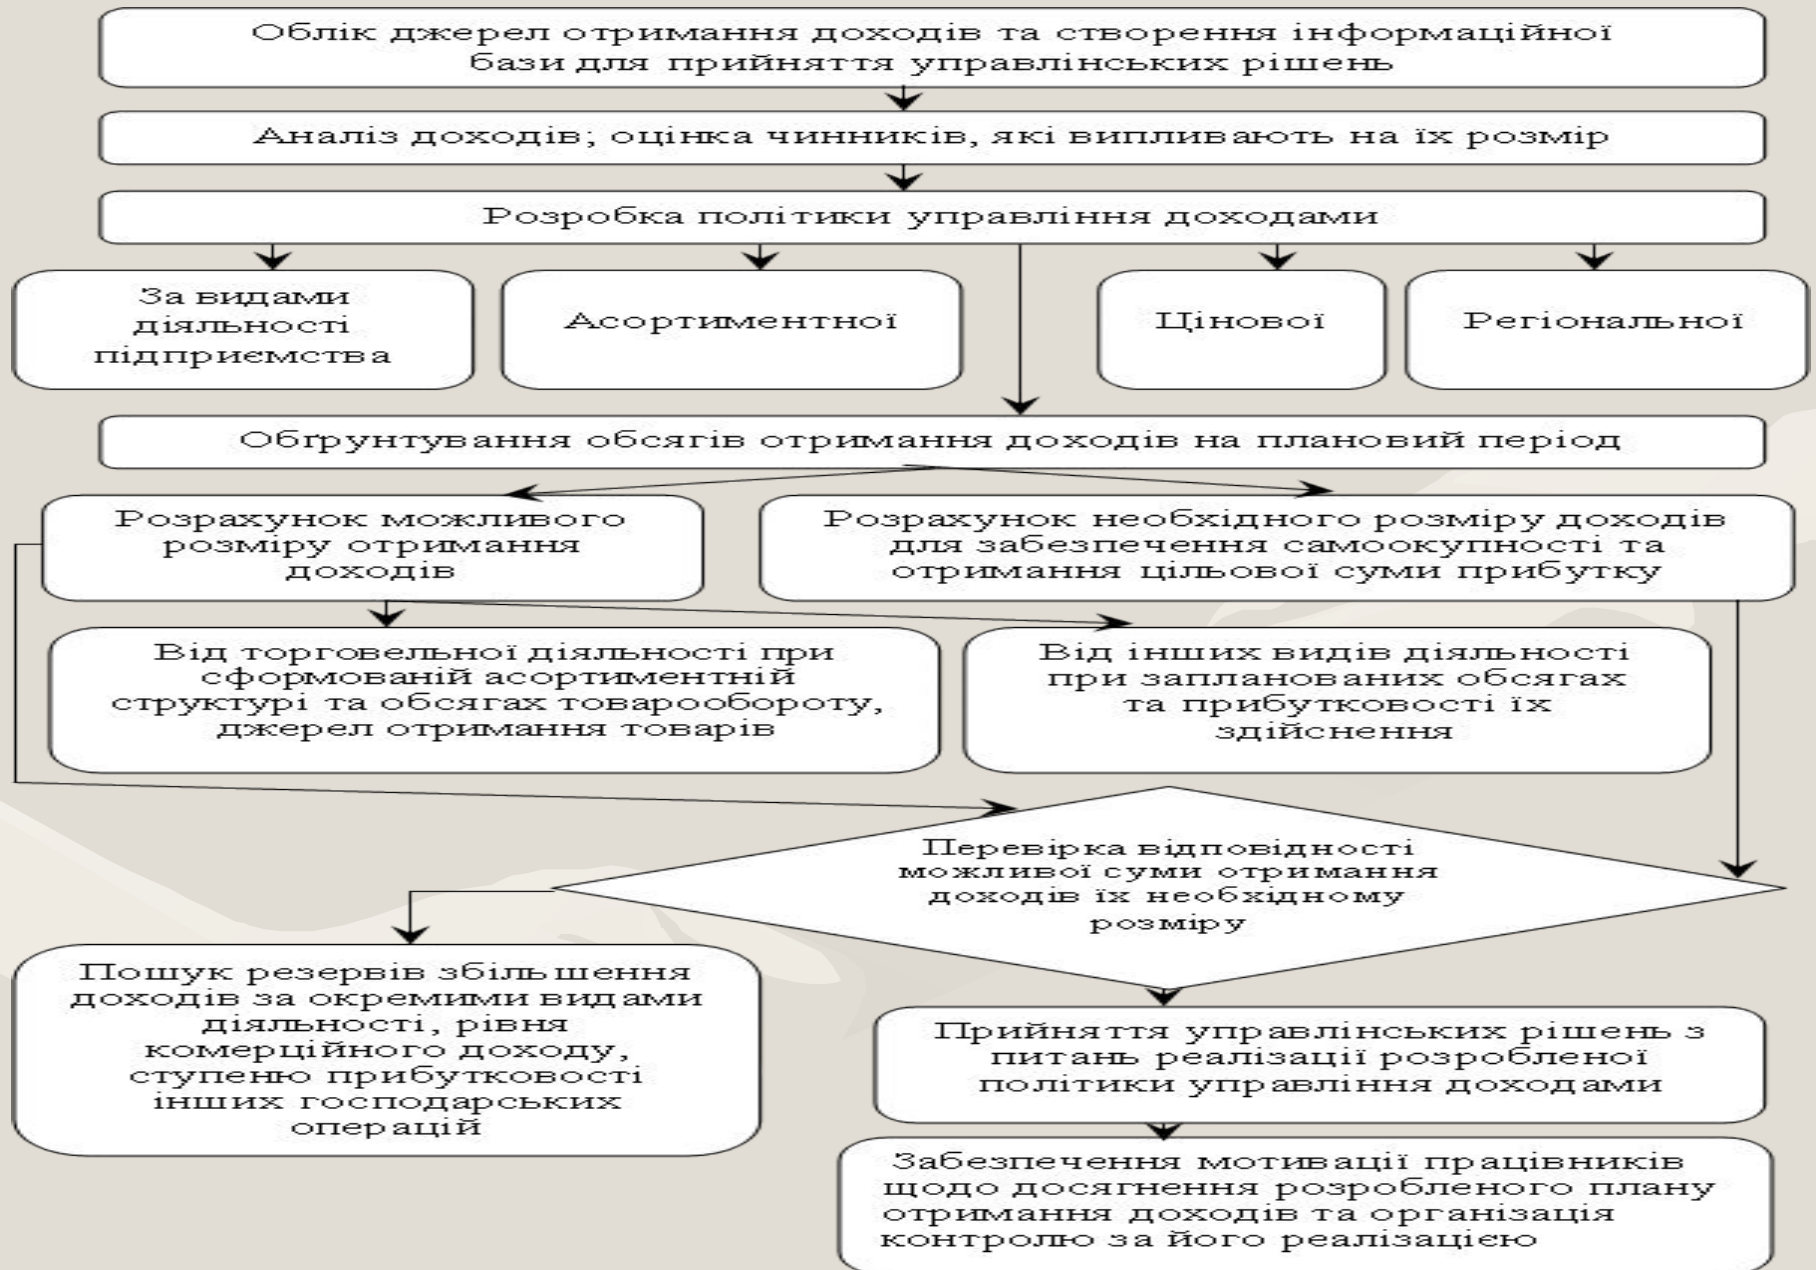 Облік джерел отримання доходів та створення інформаційної
бази для прийняття управлінських рішень
Аналіз доходів; оцінка чинників, які випливають на їх розмір
Розробка політики управління доходами
За видами
діяльності
підприємства
Асортиментної
Цінової
Регіональної
Обґрунтування обсягів отримання доходів на плановий період
Розрахунок можливого
розміру отримання
доходів
Розрахунок необхідного розміру доходів
для забезпечення самоокупності та
отримання цільової суми прибутку
Від торговельної діяльності при
сформованій асортиментній
структурі та обсягах товарообороту,
джерел отримання товарів
Від інших видів діяльності
при запланованих обсягах
та прибутковості їх
здійснення
Перевірка відповідності
можливої суми отримання
доходів їх необхідному
розміру
Пошук резервів збільшення
доходів за окремими видами
діяльності, рівня
комерційного доходу,
ступеню прибутковості
інших господарських
операцій
Прийняття управлінських рішень з
питань реалізації розробленої
політики управління доходами
Забезпечення мотивації працівників
щодо досягнення розробленого плану
отримання доходів та організація
контролю за його реалізацією